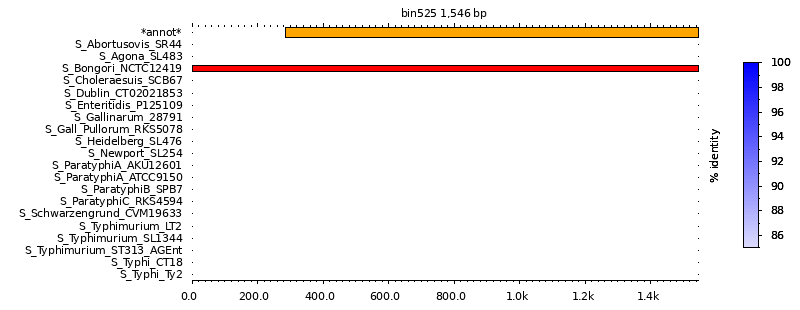 bin525 1,546 bp
*annot*
S_Abortusovis_SR44
S_Agona_SL483
S_Bongori_NCTC12419
S_Choleraesuis_SCB67
S_Dublin_CT02021853
S_Enteritidis_P125109
S_Gallinarum_28791
S_Gall_Pullorum_RKS5078
S_Heidelberg_SL476
S_Newport_SL254
S_ParatyphiA_AKU12601
S_ParatyphiA_ATCC9150
S_ParatyphiB_SPB7
S_ParatyphiC_RKS4594
S_Schwarzengrund_CVM19633
S_Typhimurium_LT2
S_Typhimurium_SL1344
S_Typhimurium_ST313_AGEnt
S_Typhi_CT18
S_Typhi_Ty2
0.0 200.0 400.0 600.0 800.0 1.0k 1.2k 1.4k
100
98
96
94
92
90
88
86
% identity